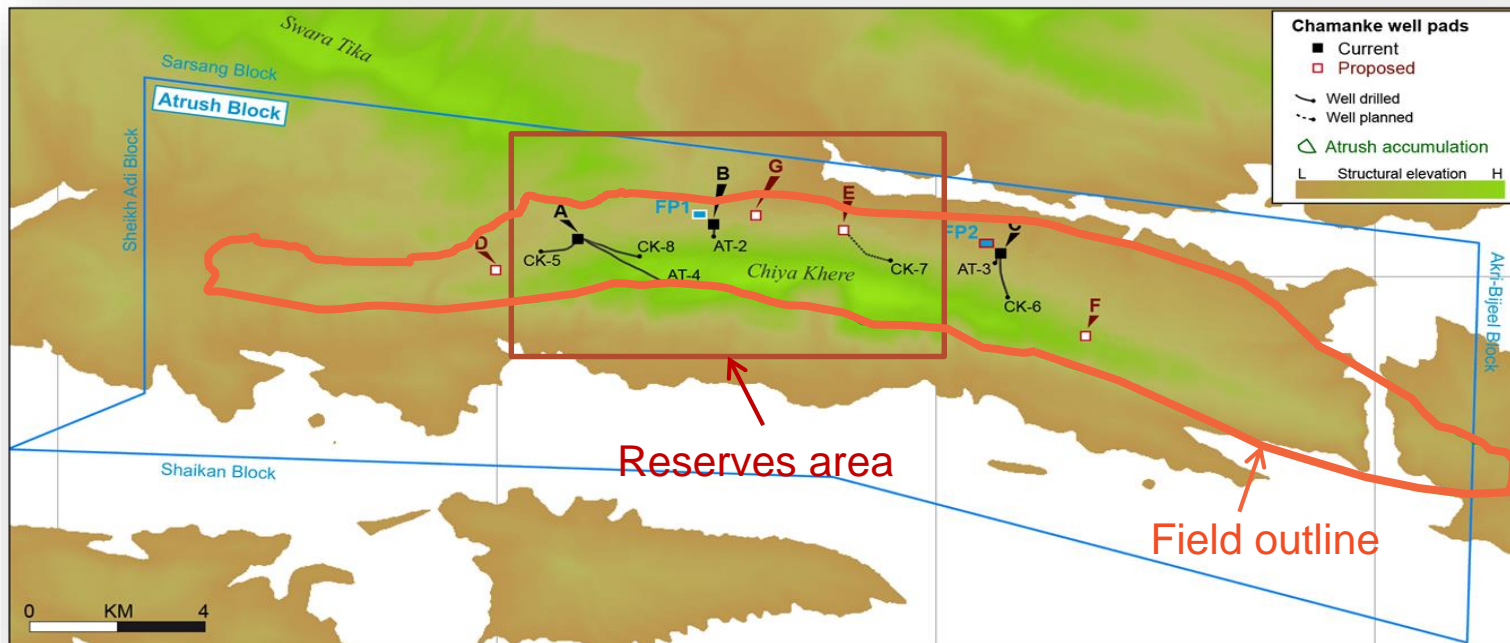 Swara Tika
Sarsang Block
Atrush Block
Sheikh Adi Block
Chamanke well pads
Current
Proposed
Well drilled
Well planned
Atrush accumulation
L Structural elevation H
B
G
E
A
FP1
C
FP2
D
AT-2
CK-5
CK-8
AT-4
Chiya Khere
CK-7
AT-3
CK-6
F
Akri-Bijeel Block
Reserves area
Shaikan Block
Field outline
0 KM 4